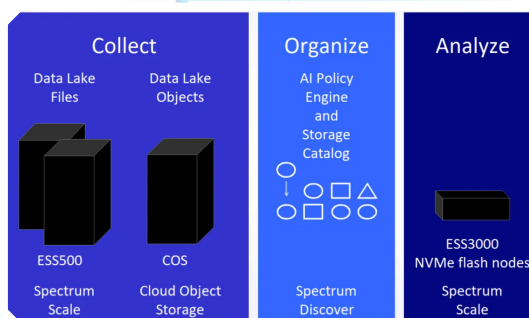 Collect
Data Lake
Files
Data Lake
Objects
ESS500
COS
Spectrum
Scale
Cloud Object
Storage
Organize
AI Policy
Engine
and
Storage
Catalog
Spectrum
Discover
Analyze
ESS3000
NVMe flash nodes
Spectrum
Scale